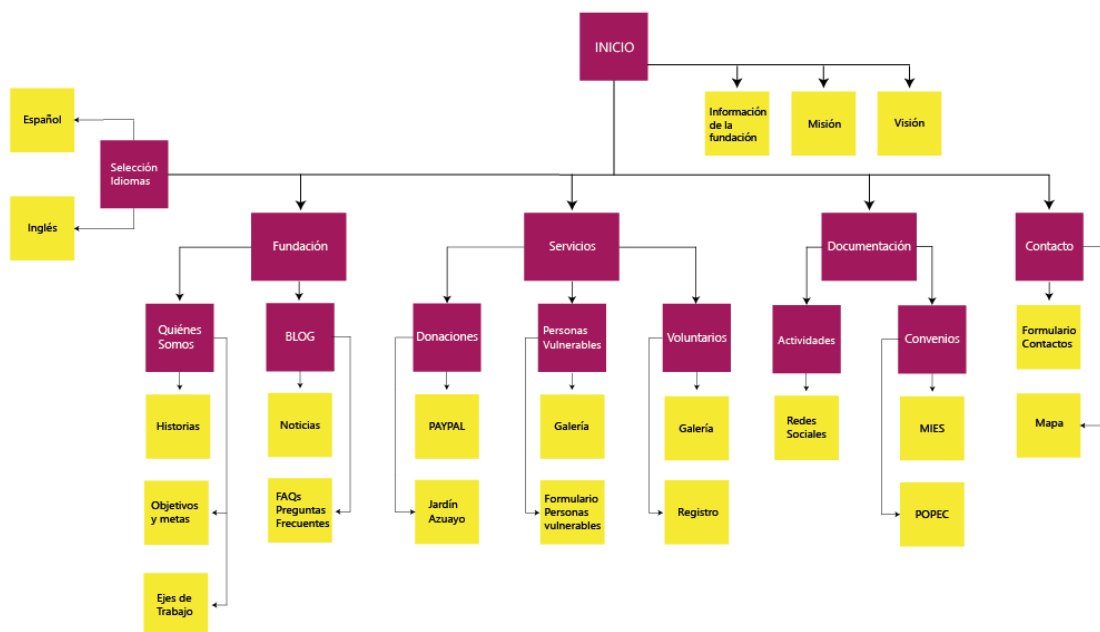 INICIO
Información
de la
fundación
Misión
Visión
Español
Selección
Idiomas
Inglés
Fundación
Servicios
Documentación
Contacto
Quiénes
Somos
BLOG
Donaciones
Personas
Vulnerables
Voluntarios
Actividades
Convenios
Formulario
Contactos
Historias
Noticias
PAYPAL
Galería
Galería
Redes
Sociales
MIES
Mapa
Objetivos
y metas
FAQs
Preguntas
Frecuentes
Jardín
Azuayo
Formulario
Personas
vulnerables
Registro
POPEC
Ejes de
Trabajo